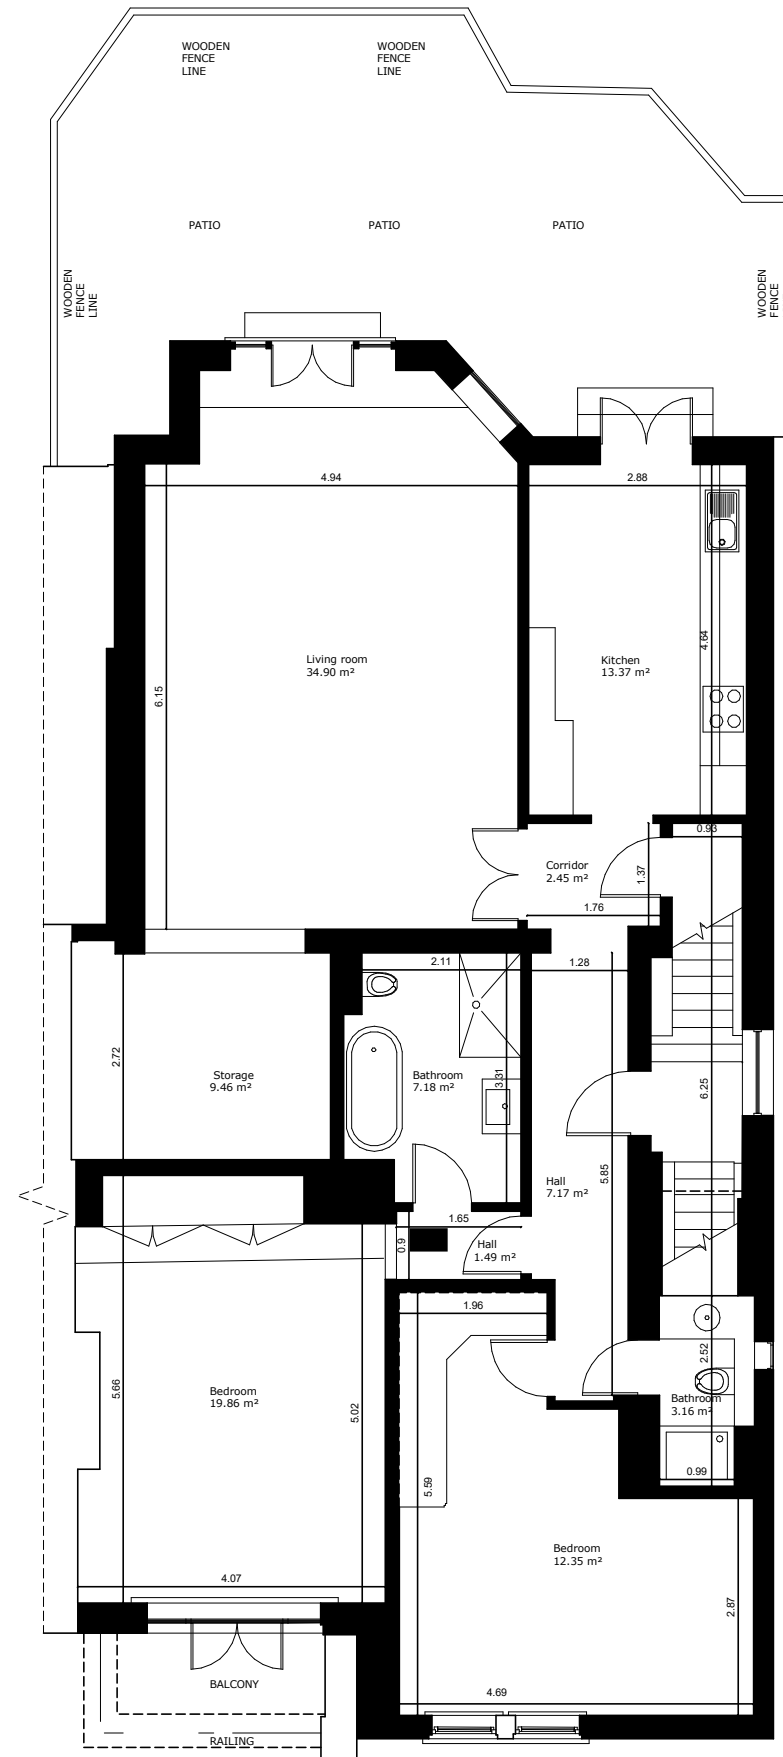 WOODEN
FENCE
LINE
WOODEN
FENCE
LINE
PATIO
PATIO
PATIO
WOODEN
FENCE
LINE
WOODEN
FENCE
4.94
2.88
Living room
34.90 m²
Kitchen
13.37 m²
4.64
6.15
0.93
Corridor
2.45 m²
1.37
1.76
2.11
1.28
2.72
Storage
9.46 m²
Bathroom
7.18 m²
3.31
6.25
5.85
Hall
7.17 m²
1.65
0.9
Hall
1.49 m²
1.96
2.52
5.66
Bedroom
19.86 m²
5.02
Bathroom
3.16 m²
0.99
5.59
Bedroom
12.35 m²
4.07
2.87
4.69
BALCONY
RAILING